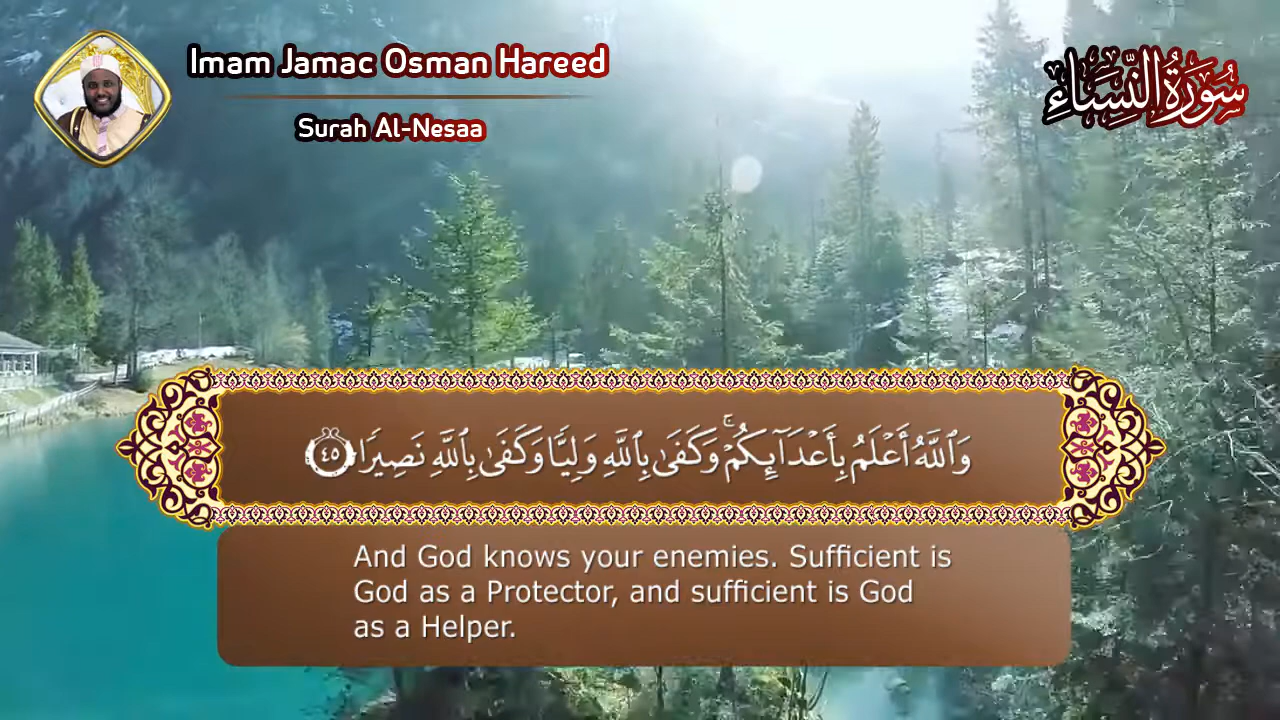 Imam Jamac Osman Hareed
Surah Al-Nesaa
سُورَةُ النِّسَاءِ
وَٱللَّهُ أَعۡلَمُ بِأَعۡدَآئِكُمۡۚ وَكَفَىٰ بِٱللَّهِ وَلِيّٗا وَكَفَىٰ بِٱللَّهِ نَصِيرٗا ٤٥
And God knows your enemies. Sufficient is
God as a Protector, and sufficient is God
as a Helper.